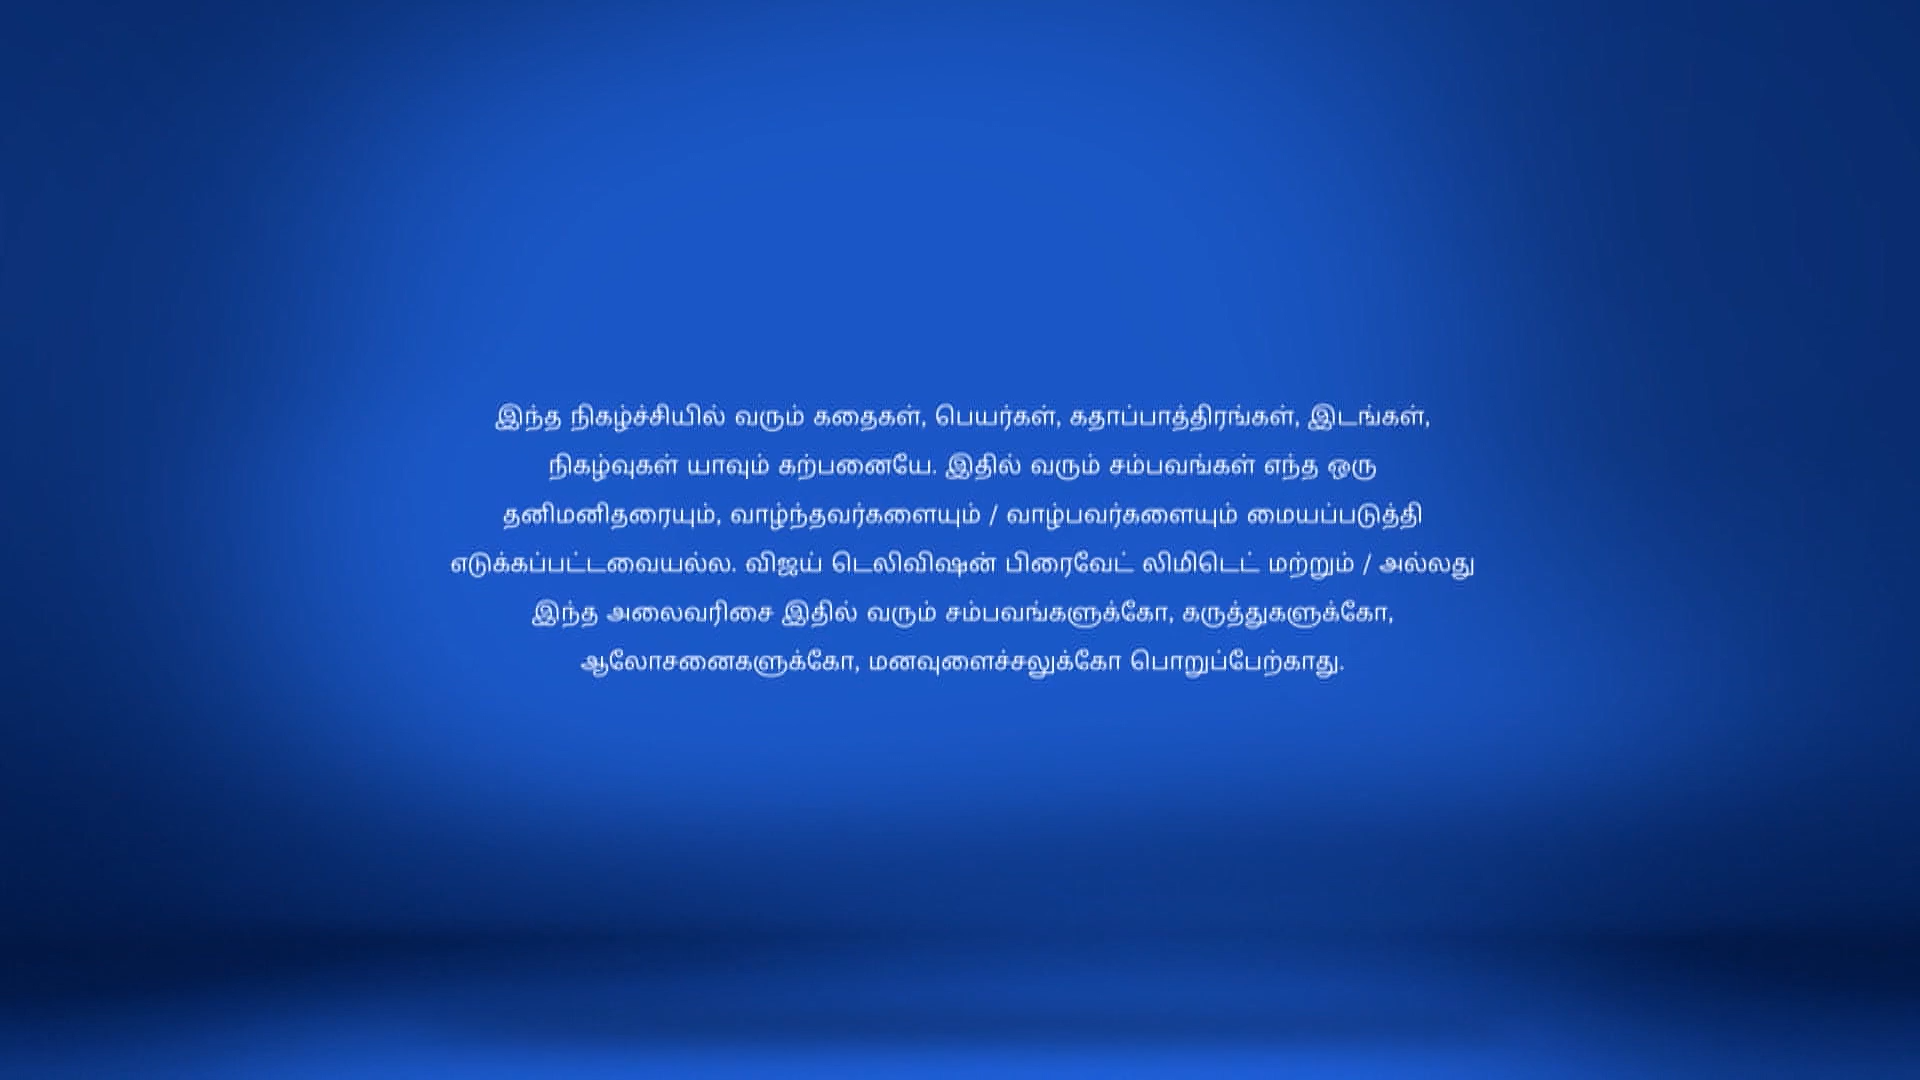 இந்த நிகழ்ச்சியில் வரும் கதைகள், பெயர்கள், கதாப்பாத்திரங்கள், இடங்கள்,
நிகழ்வுகள் யாவும் கற்பனையே. இதில் வரும் சம்பவங்கள் எந்த ஒரு
தனிமனிதரையும், வாழ்ந்தவர்களையும் / வாழ்பவர்களையும் மையப்படுத்தி
எடுக்கப்பட்டவையல்ல. விஜய் டெலிவிஷன் பிரைவேட் லிமிடெட் மற்றும் / அல்லது
இந்த அலைவரிசை இதில் வரும் சம்பவங்களுக்கோ, கருத்துகளுக்கோ,
ஆலோசனைகளுக்கோ, மனவுளைச்சலுக்கோ பொறுப்பேற்காது.